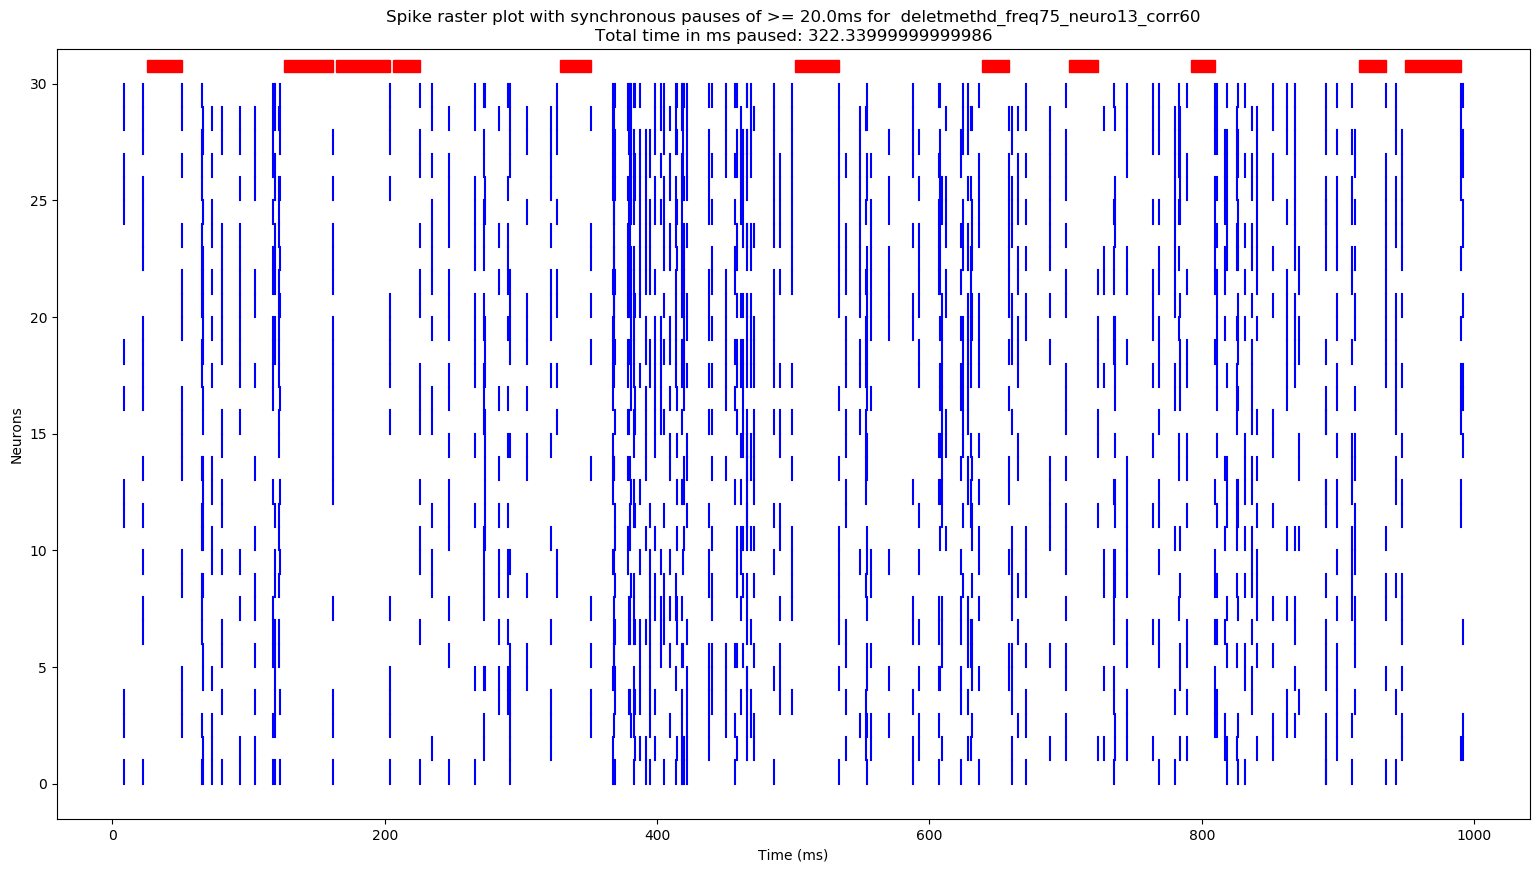 Spike raster plot with synchronous pauses of >= 20.0ms for  deletmethd_freq75_neuro13_corr60
Total time in ms paused: 322.33999999999986
30
25
20
15
10
5
0
Neurons
0 200 400 600 800 1000
Time (ms)